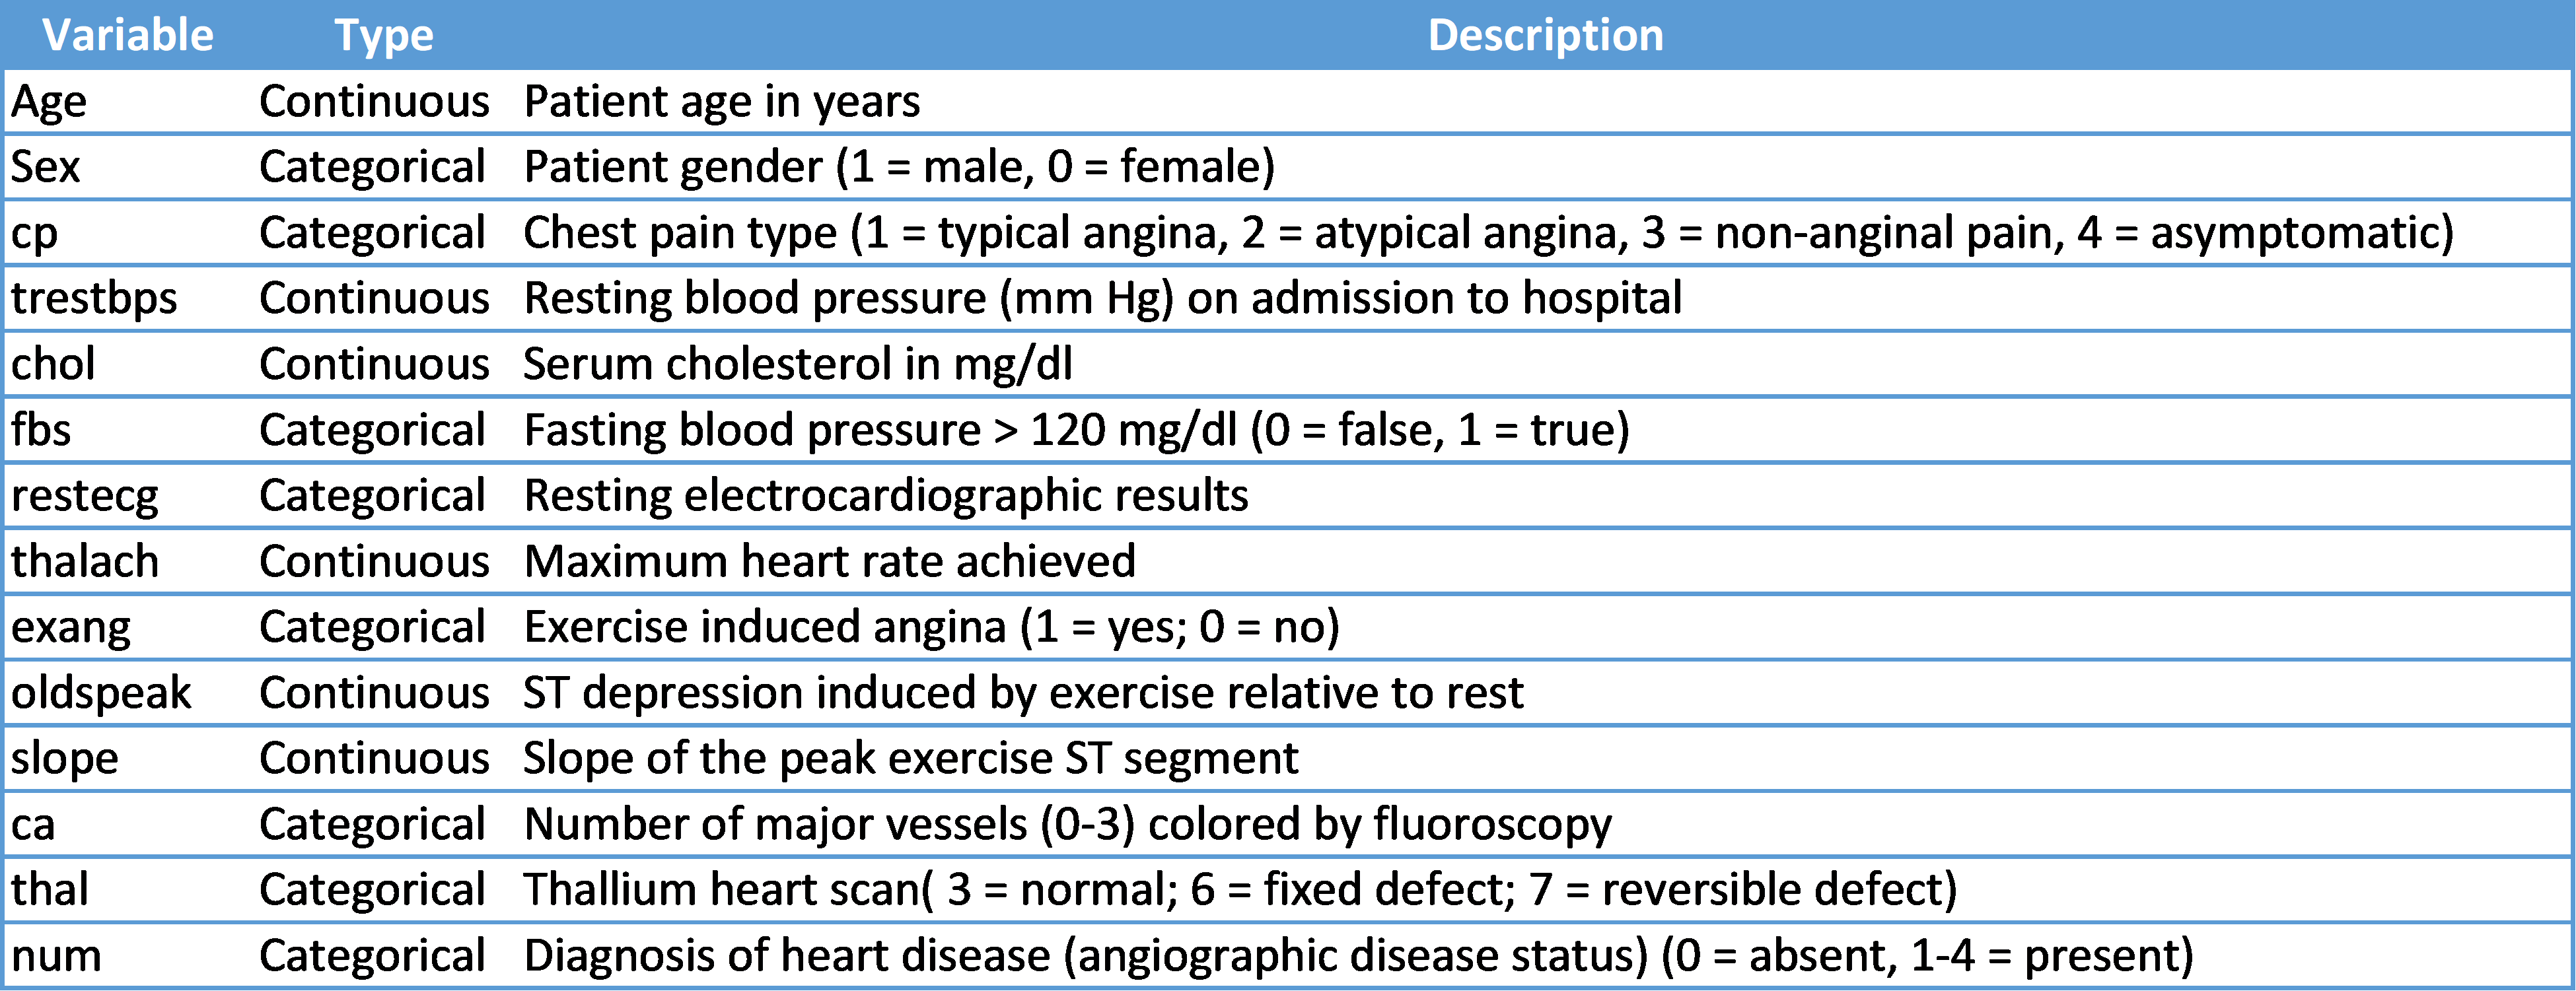 Variable Type Description
Age Continuous Patient age in years
Sex Categorical Patient gender (1 = male, 0 = female)
cp Categorical Chest pain type (1 = typical angina, 2 = atypical angina, 3 = non-anginal pain, 4 = asymptomatic)
trestbps Continuous Resting blood pressure (mm Hg) on admission to hospital
chol Continuous Serum cholesterol in mg/dl
fbs Categorical Fasting blood pressure > 120 mg/dl (0 = false, 1 = true)
restecg Categorical Resting electrocardiographic results
thalach Continuous Maximum heart rate achieved
exang Categorical Exercise induced angina (1 = yes; 0 = no)
oldspeak Continuous ST depression induced by exercise relative to rest
slope Continuous Slope of the peak exercise ST segment
ca Categorical Number of major vessels (0-3) colored by fluoroscopy
thal Categorical Thallium heart scan( 3 = normal; 6 = fixed defect; 7 = reversible defect)
num Categorical Diagnosis of heart disease (angiographic disease status) (0 = absent, 1-4 = present)